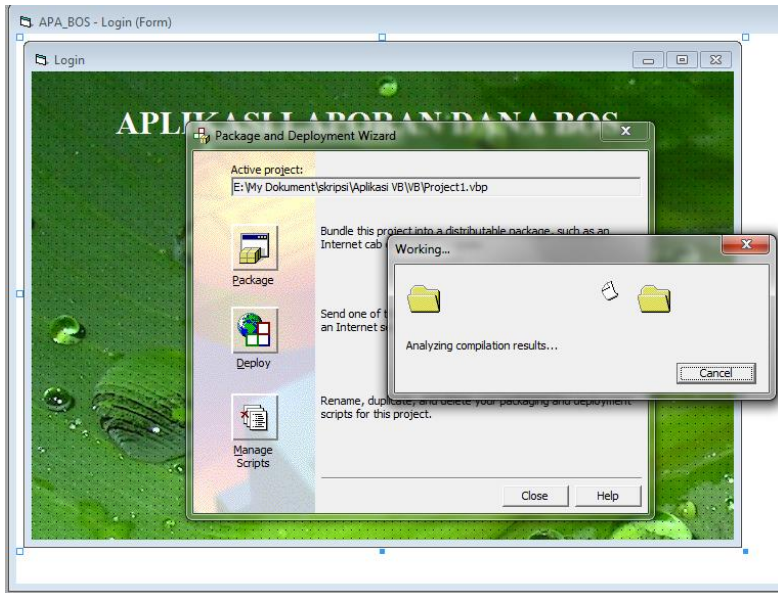 APA_BOS - Login (Form)
Login
APLIKASI LAPORAN DANA BOS
Package and Deployment Wizard
Active project:
E:\My Dokument\skripsi\Aplikasi VB\VB\Project1.vbp
Package
Bundle this project into a distributable package, such as an
Internet cab
Working...
Analyzing compilation results...
Cancel
Deploy
Send one of
an Internet
Manage
Scripts
Rename, duplicate, and delete your packaging and deployment
scripts for this project.
Close
Help